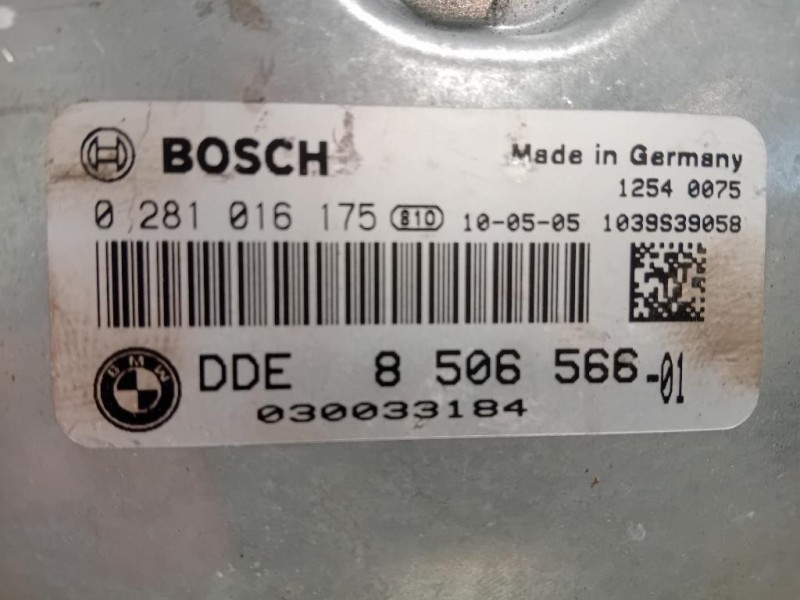 BOSCH
Made in Germany
1254 0075
0 281 016 175 810 10-05-05 1039S39058
BMW DDE 8 506 566-01
030033184